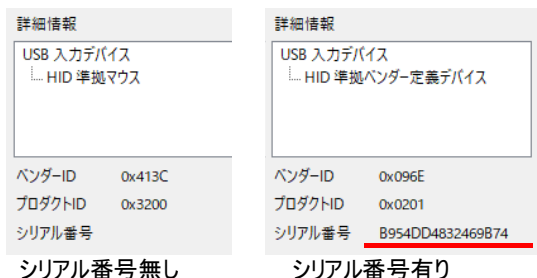 詳細情報
USB 入力デバイス
HID 準拠マウス
ベンダーID 0x413C
プロダクトID 0x3200
シリアル番号
シリアル番号無し
詳細情報
USB 入力デバイス
HID 準拠ベンダー定義デバイス
ベンダーID 0x096E
プロダクトID 0x0201
シリアル番号 B954DD4832469B74
シリアル番号有り